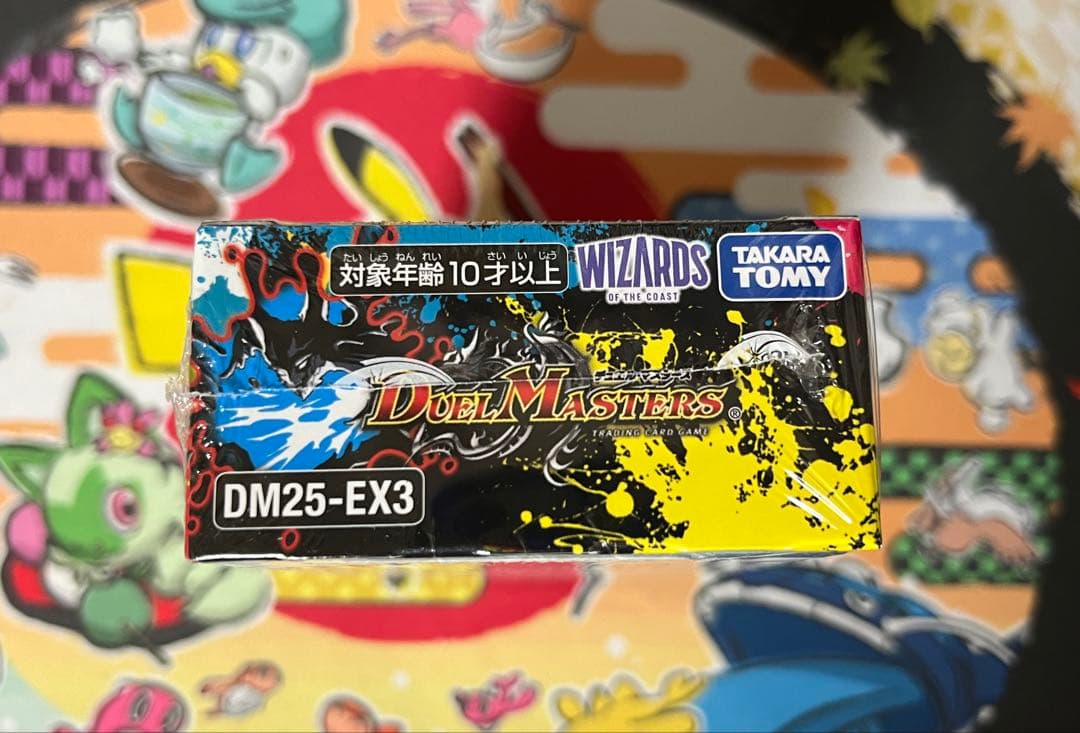 たいしょうねんれい さいいじょう
対象年齢10才以上
WIZARDS
OF THE COAST
TAKARA
TOMY
デュエル・マスターズ
DUEL MASTERS®
TRADING CARD GAME
DM25-EX3